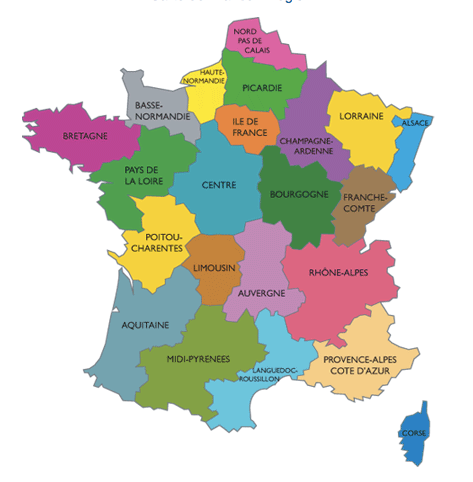 NORD
PAS DE
CALAIS
HAUTE-
NORMANDIE
PICARDIE
BASSE-
NORMANDIE
ILE DE
FRANCE
CHAMPAGNE-
ARDENNE
LORRAINE
ALSACE
BRETAGNE
PAYS DE
LA LOIRE
CENTRE
BOURGOGNE
FRANCHE-
COMTE
POITOU-
CHARENTES
LIMOUSIN
AUVERGNE
RHÔNE-ALPES
AQUITAINE
MIDI-PYRENEES
LANGUEDOC-
ROUSSILLON
PROVENCE-ALPES
COTE D'AZUR
CORSE